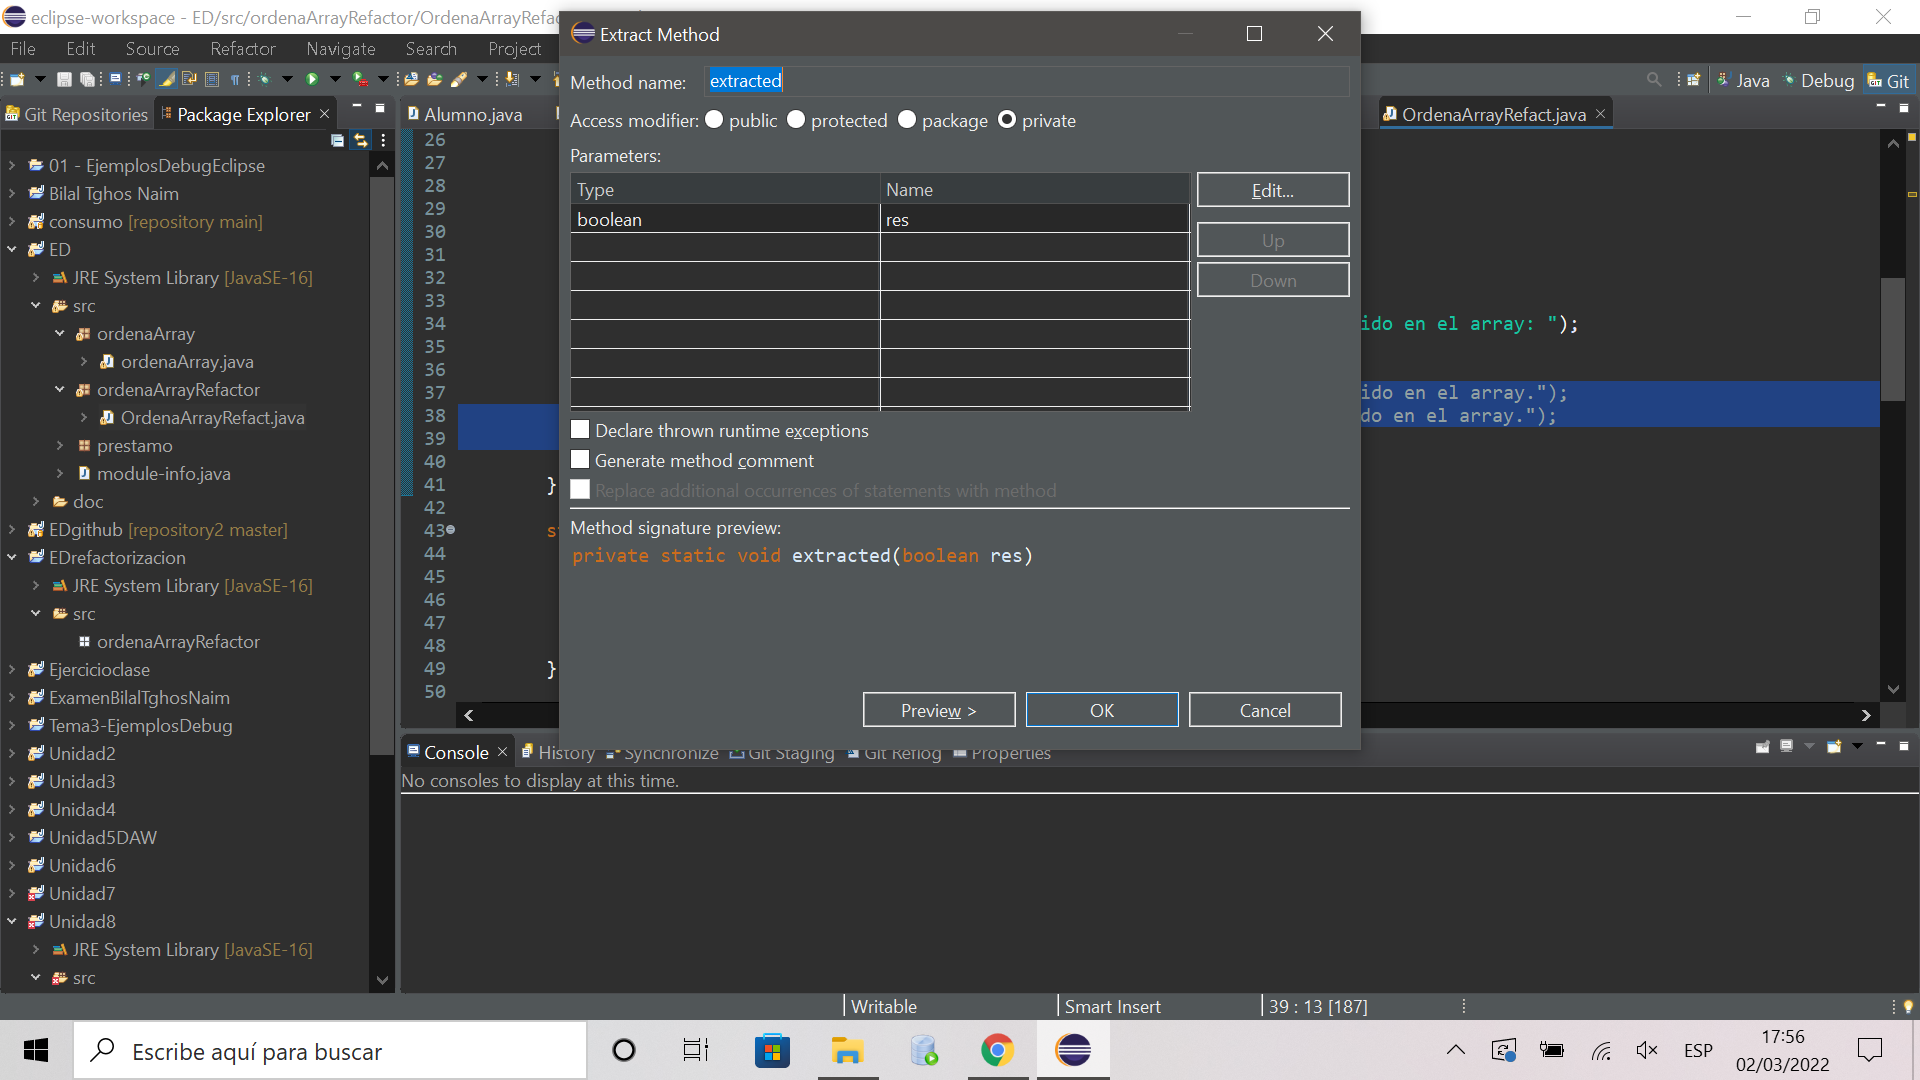 eclipse-workspace - ED/src/ordenaArrayRefactor/OrdenaArrayRefac
File Edit Source Refactor Navigate Search Project
Java Debug Git
Git Repositories Package Explorer
01 - EjemplosDebugEclipse
Bilal Tghos Naim
consumo [repository main]
ED
JRE System Library [JavaSE-16]
src
ordenaArray
ordenaArray.java
ordenaArrayRefactor
OrdenaArrayRefact.java
prestamo
module-info.java
doc
EDgithub [repository2 master]
EDrefactorizacion
JRE System Library [JavaSE-16]
src
ordenaArrayRefactor
Ejercicioclase
ExamenBilalTghosNaim
Tema3-EjemplosDebug
Unidad2
Unidad3
Unidad4
Unidad5DAW
Unidad6
Unidad7
Unidad8
JRE System Library [JavaSE-16]
src
Alumno.java
OrdenaArrayRefact.java
26
27
28
29
30
31
32
33
34 ido en el array: ");
35
36
37 ido en el array.");
38 do en el array.");
39
40
41 }
42
43 s
44
45
46
47
48
49 }
50
Extract Method
Method name: extracted
Access modifier: public protected package private
Parameters:
Type Name
boolean res
Edit...
Up
Down
Declare thrown runtime exceptions
Generate method comment
Replace additional occurrences of statements with method
Method signature preview:
private static void extracted(boolean res)
Preview > OK Cancel
Console History Synchronize Git Staging Git Reflog Properties
No consoles to display at this time.
Writable Smart Insert 39 : 13 [187]
Escribe aquí para buscar
ESP
17:56
02/03/2022